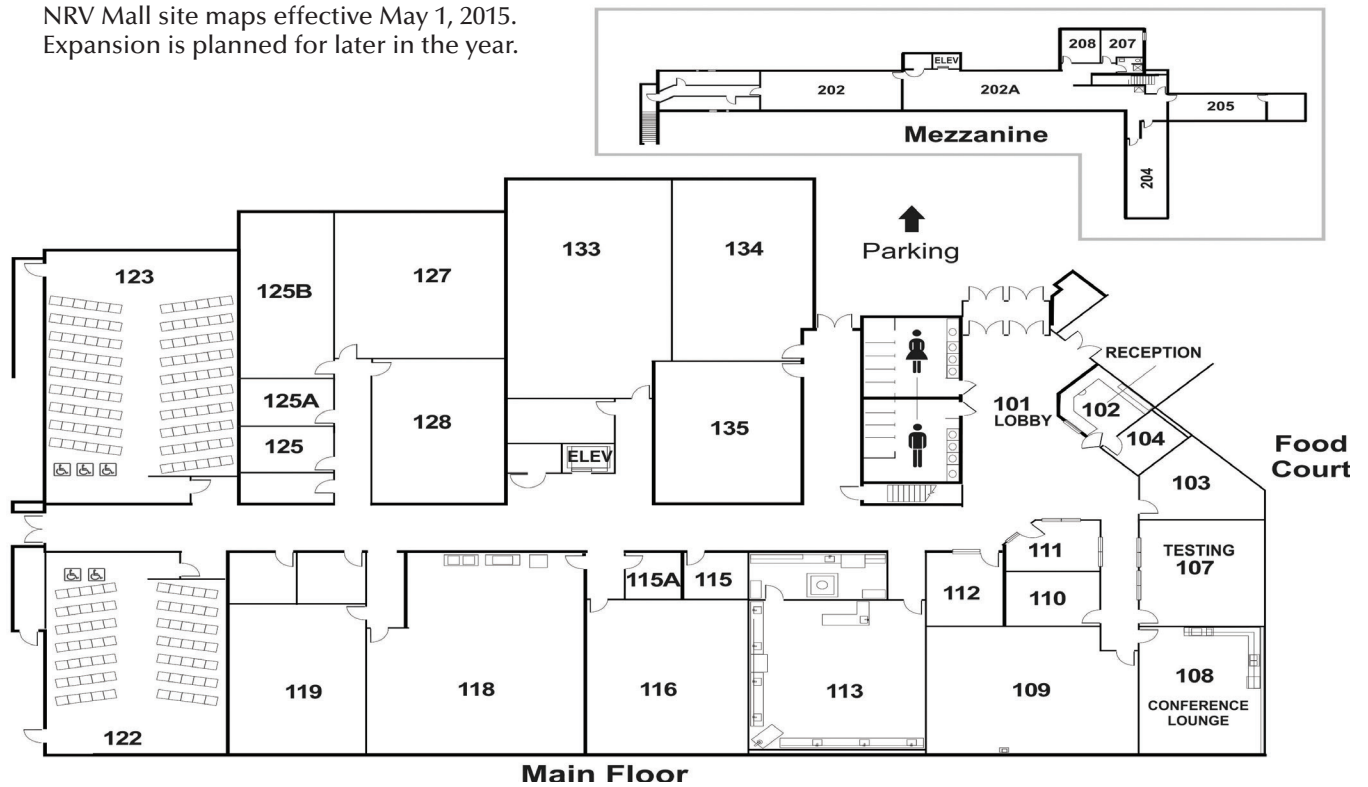 NRV Mall site maps effective May 1, 2015.
Expansion is planned for later in the year.
208
207
ELEV
202
202A
205
Mezzanine
204
Parking
123
125B
127
133
134
RECEPTION
125A
128
135
101
LOBBY
102
104
125
ELEV
Food
Court
103
111
TESTING
107
115A
115
112
110
119
118
116
113
109
108
CONFERENCE
LOUNGE
122
Main Floor